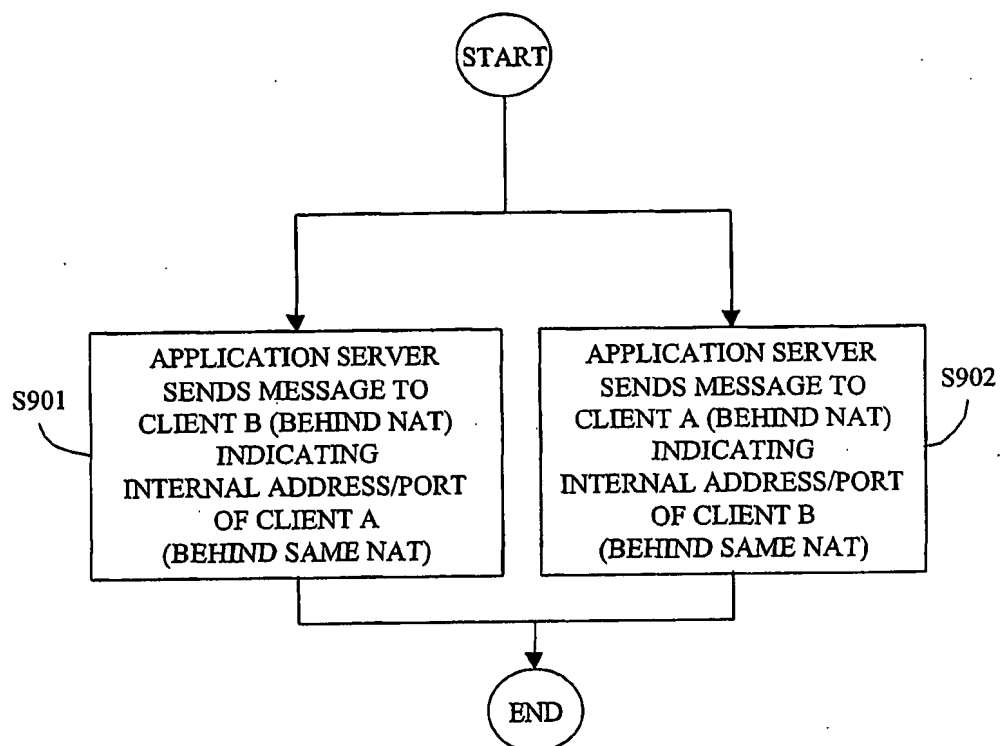 START
S901
APPLICATION SERVER
SENDS MESSAGE TO
CLIENT B (BEHIND NAT)
INDICATING
INTERNAL ADDRESS/PORT
OF CLIENT A
(BEHIND SAME NAT)
APPLICATION SERVER
SENDS MESSAGE TO
CLIENT A (BEHIND NAT)
INDICATING
INTERNAL ADDRESS/PORT
OF CLIENT B
(BEHIND SAME NAT)
S902
END